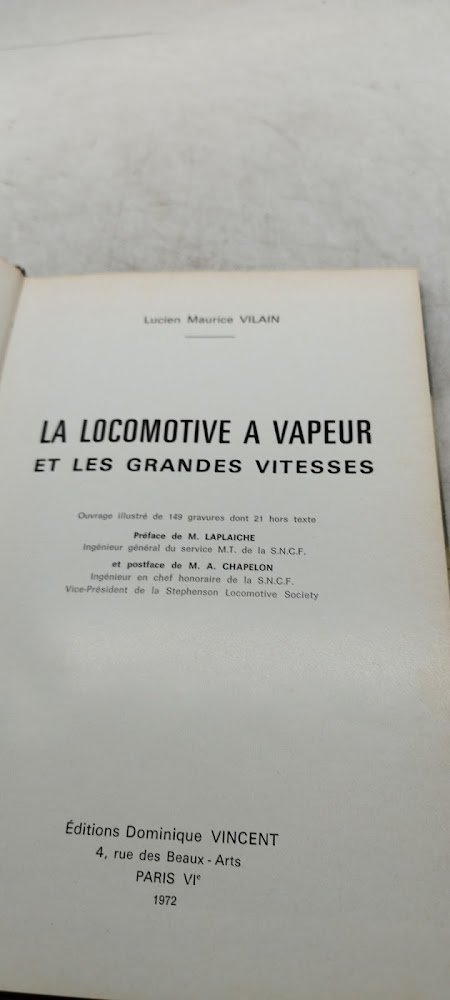 Lucien Maurice VILAIN
LA LOCOMOTIVE A VAPEUR
ET LES GRANDES VITESSES
Ouvrage illustré de 149 gravures dont 21 hors texte
Préface de M. LAPLAICHE
Ingénieur général du service M.T. de la S.N.C.F.
et postface de M. A. CHAPELON
Ingénieur en chef honoraire de la S.N.C.F.
Vice-Président de la Stephenson Locomotive Society
Éditions Dominique VINCENT
4, rue des Beaux-Arts
PARIS VIe
1972